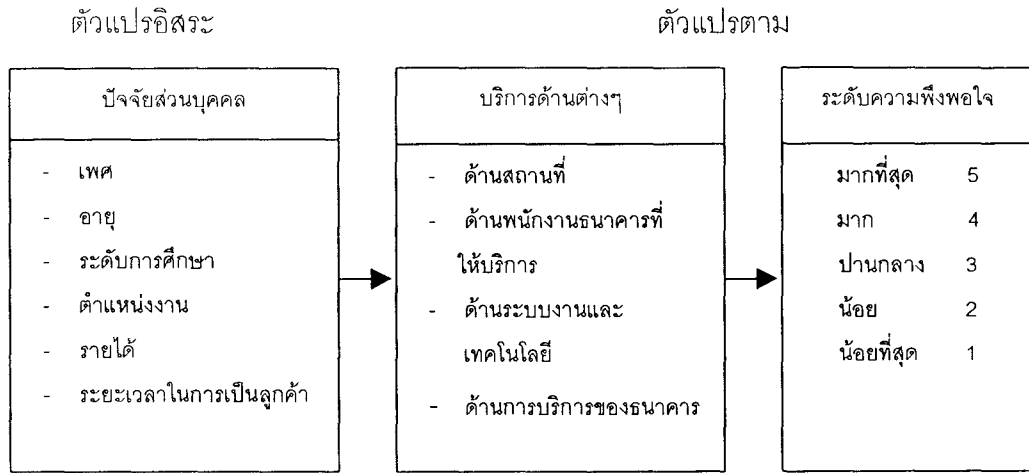 ตัวแปรอิสระ
ตัวแปรตาม
ปัจจัยส่วนบุคคล
- เพศ
- อายุ
- ระดับการศึกษา
- ตำแหน่งงาน
- รายได้
- ระยะเวลาในการเป็นลูกค้า
บริการด้านต่างๆ
- ด้านสถานที่
- ด้านพนักงานธนาคารที่
ให้บริการ
- ด้านระบบงานและ
เทคโนโลยี
- ด้านการบริการของธนาคาร
ระดับความพึงพอใจ
มากที่สุด 5
มาก 4
ปานกลาง 3
น้อย 2
น้อยที่สุด 1